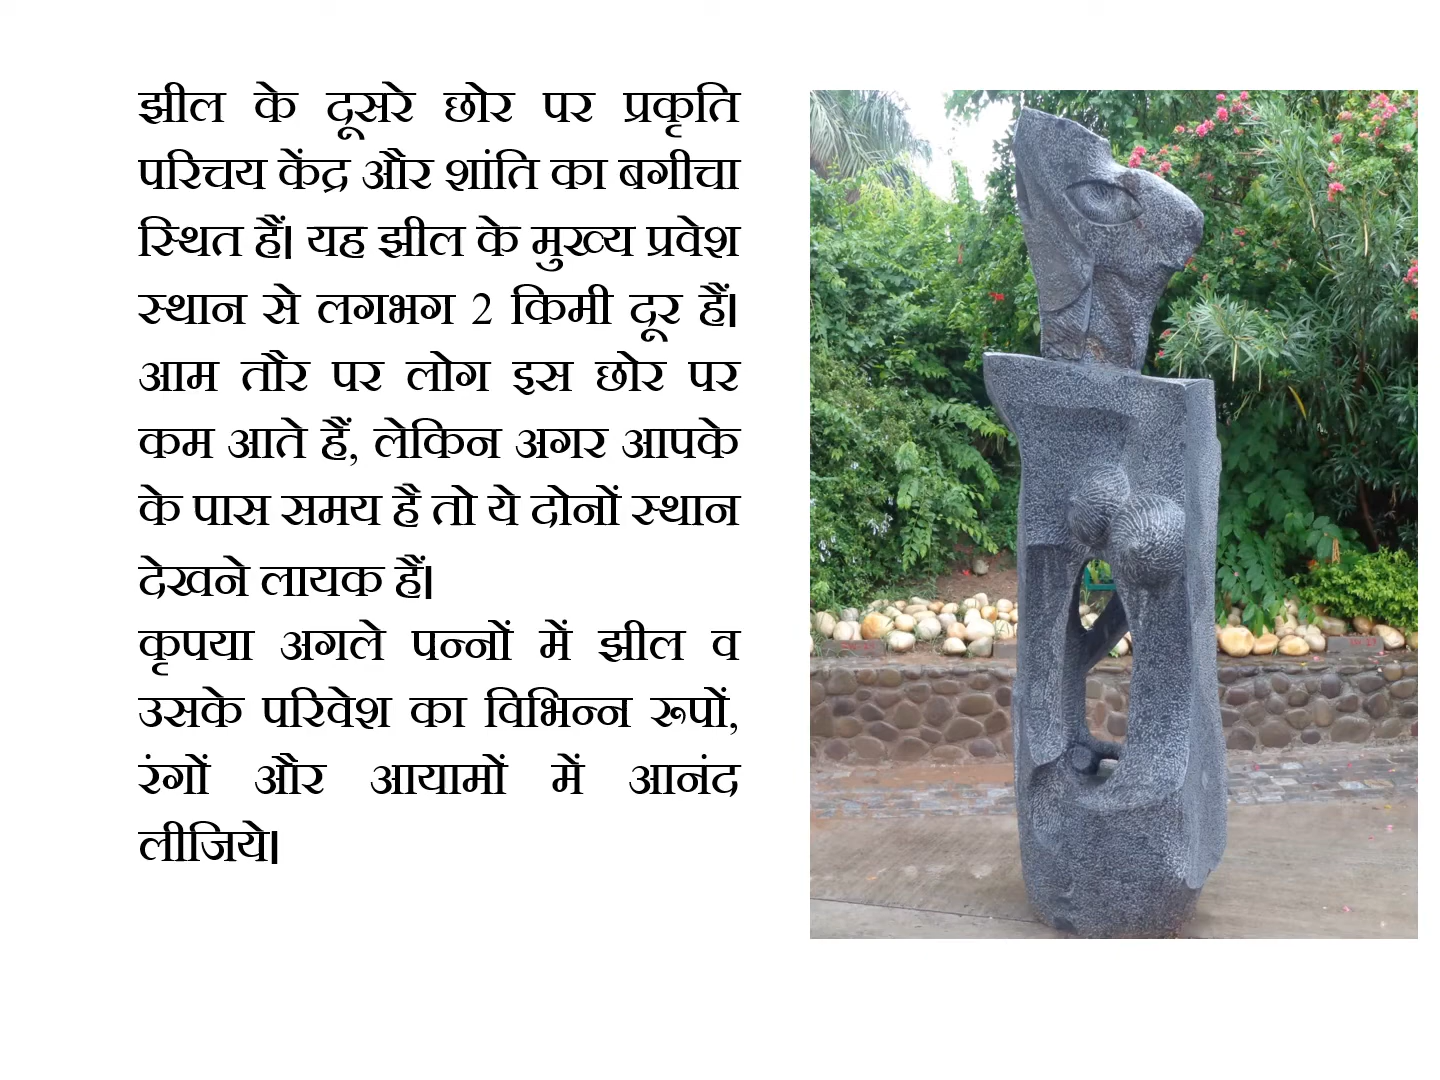 झील के दूसरे छोर पर प्रकृति
परिचय केंद्र और शांति का बगीचा
स्थित हैं। यह झील के मुख्य प्रवेश
स्थान से लगभग 2 किमी दूर हैं।
आम तौर पर लोग इस छोर पर
कम आते हैं, लेकिन अगर आपके
के पास समय है तो ये दोनों स्थान
देखने लायक हैं।
कृपया अगले पन्नों में झील व
उसके परिवेश का विभिन्न रूपों,
रंगों और आयामों में आनंद
लीजिये।